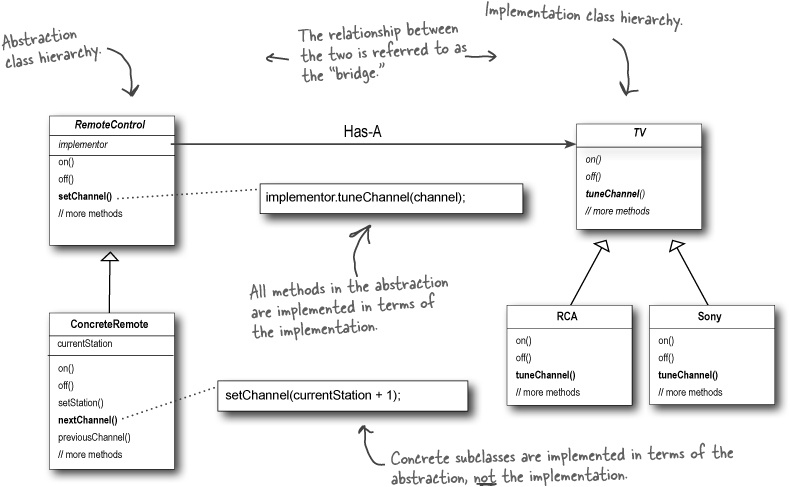 Abstraction
class hierarchy.
The relationship between
the two is referred to as
the “bridge.”
Implementation class hierarchy.
RemoteControl
implementor
on()
off()
setChannel()
// more methods
Has-A
TV
on()
off()
tuneChannel()
// more methods
implementor.tuneChannel(channel);
All methods in the abstraction
are implemented in terms of
the implementation.
ConcreteRemote
currentStation
on()
off()
setStation()
nextChannel()
previousChannel()
// more methods
setChannel(currentStation + 1);
RCA
on()
off()
tuneChannel()
// more methods
Sony
on()
off()
tuneChannel()
// more methods
Concrete subclasses are implemented in terms of the
abstraction, not the implementation.